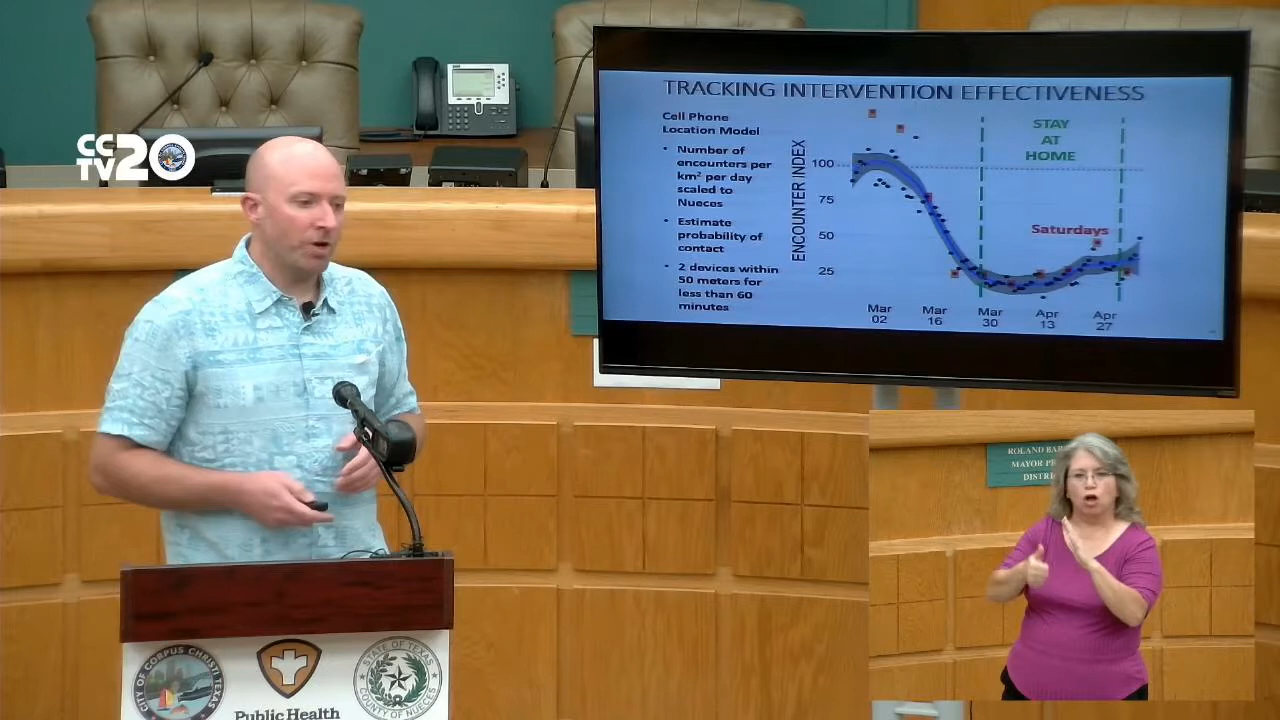 CC
TV20
TRACKING INTERVENTION EFFECTIVENESS
Cell Phone
Location Model
• Number of
encounters per
km² per day
scaled to
Nueces
• Estimate
probability of
contact
• 2 devices within
50 meters for
less than 60
minutes
ENCOUNTER INDEX
100
75
50
25
STAY
AT
HOME
Saturdays
Mar
02
Mar
16
Mar
30
Apr
13
Apr
27
ROLAND BAR
MAYOR PR
DISTRI
CITY OF CORPUS CHRISTI, TEXAS
Public Health
STATE OF TEXAS
COUNTY OF NUECES